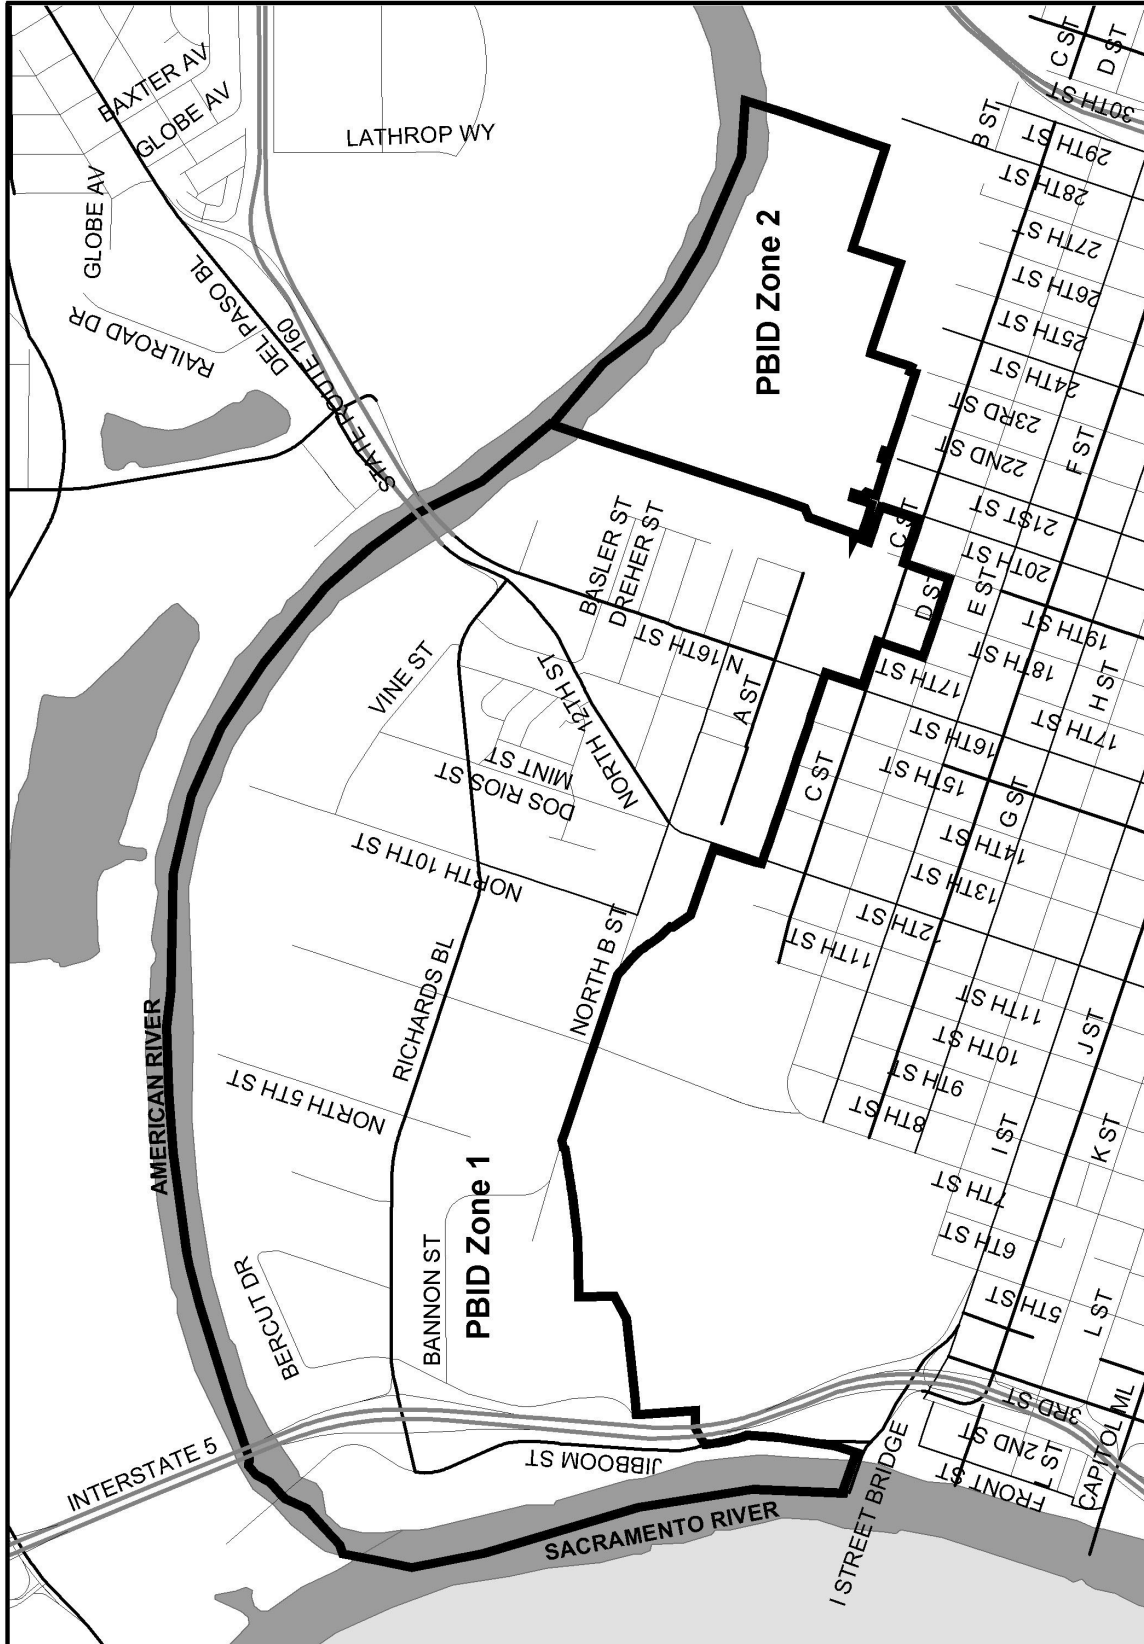 BAXTER AV
GLOBE AV
LATHROP WY
GLOBE AV
RAILROAD DR
DEL PASO BL
STATE ROUTE 160
C ST
D ST
30TH ST
B ST
29TH ST
28TH ST
27TH ST
26TH ST
25TH ST
24TH ST
23RD ST
22ND ST
F ST
21ST ST
20TH ST
PBID Zone 2
C ST
D ST
E ST
19TH ST
18TH ST
H ST
17TH ST
17TH ST
BASLER ST
DREHER ST
N 16TH ST
A ST
VINE ST
NORTH 12TH ST
MINT ST
DOS RIOS ST
NORTH 10TH ST
C ST
16TH ST
15TH ST
G ST
14TH ST
13TH ST
12TH ST
11TH ST
NORTH B ST
RICHARDS BL
AMERICAN RIVER
NORTH 5TH ST
11TH ST
J ST
10TH ST
9TH ST
8TH ST
I ST
K ST
7TH ST
6TH ST
5TH ST
L ST
PBID Zone 1
BANNON ST
BERCUT DR
INTERSTATE 5
JIBBOOM ST
SACRAMENTO RIVER
I STREET BRIDGE
3RD ST
2ND ST
FRONT ST
CAPITOL ML